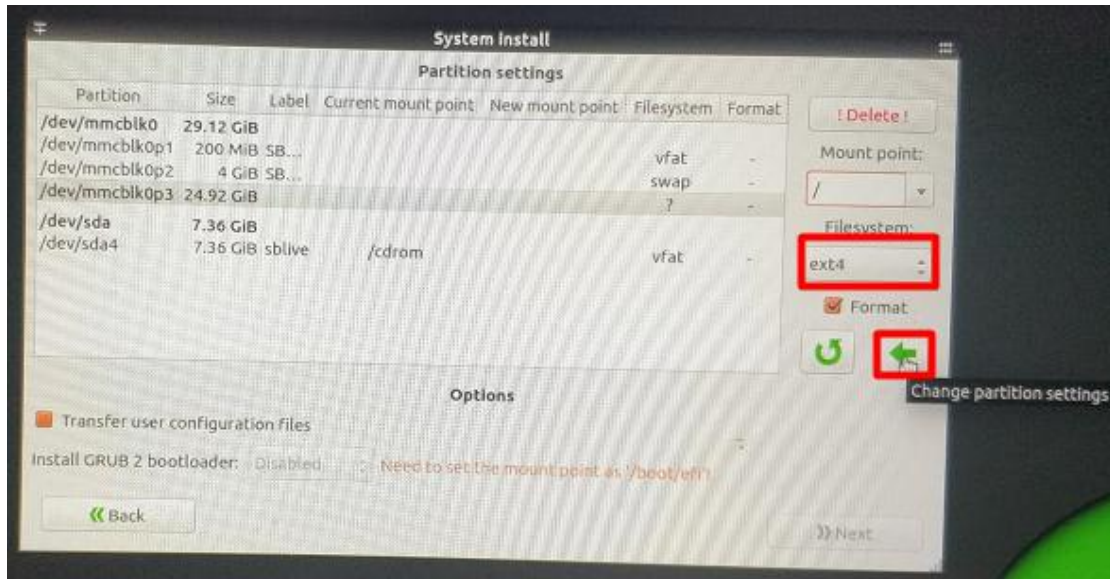 System Install
Partition settings
Partition Size Label Current mount point New mount point Filesystem Format
/dev/mmcblk0 29.12 GiB
/dev/mmcblk0p1 200 MiB SB... vfat -
/dev/mmcblk0p2 4 GiB SB... swap -
/dev/mmcblk0p3 24.92 GiB ? -
/dev/sda 7.36 GiB
/dev/sda4 7.36 GiB sblive /cdrom vfat -
! Delete !
Mount point:
/
Filesystem:
ext4
Format
Change partition settings
Options
Transfer user configuration files
Install GRUB 2 bootloader: Disabled Need to set the mount point as '/boot/efi'!
Back
Next